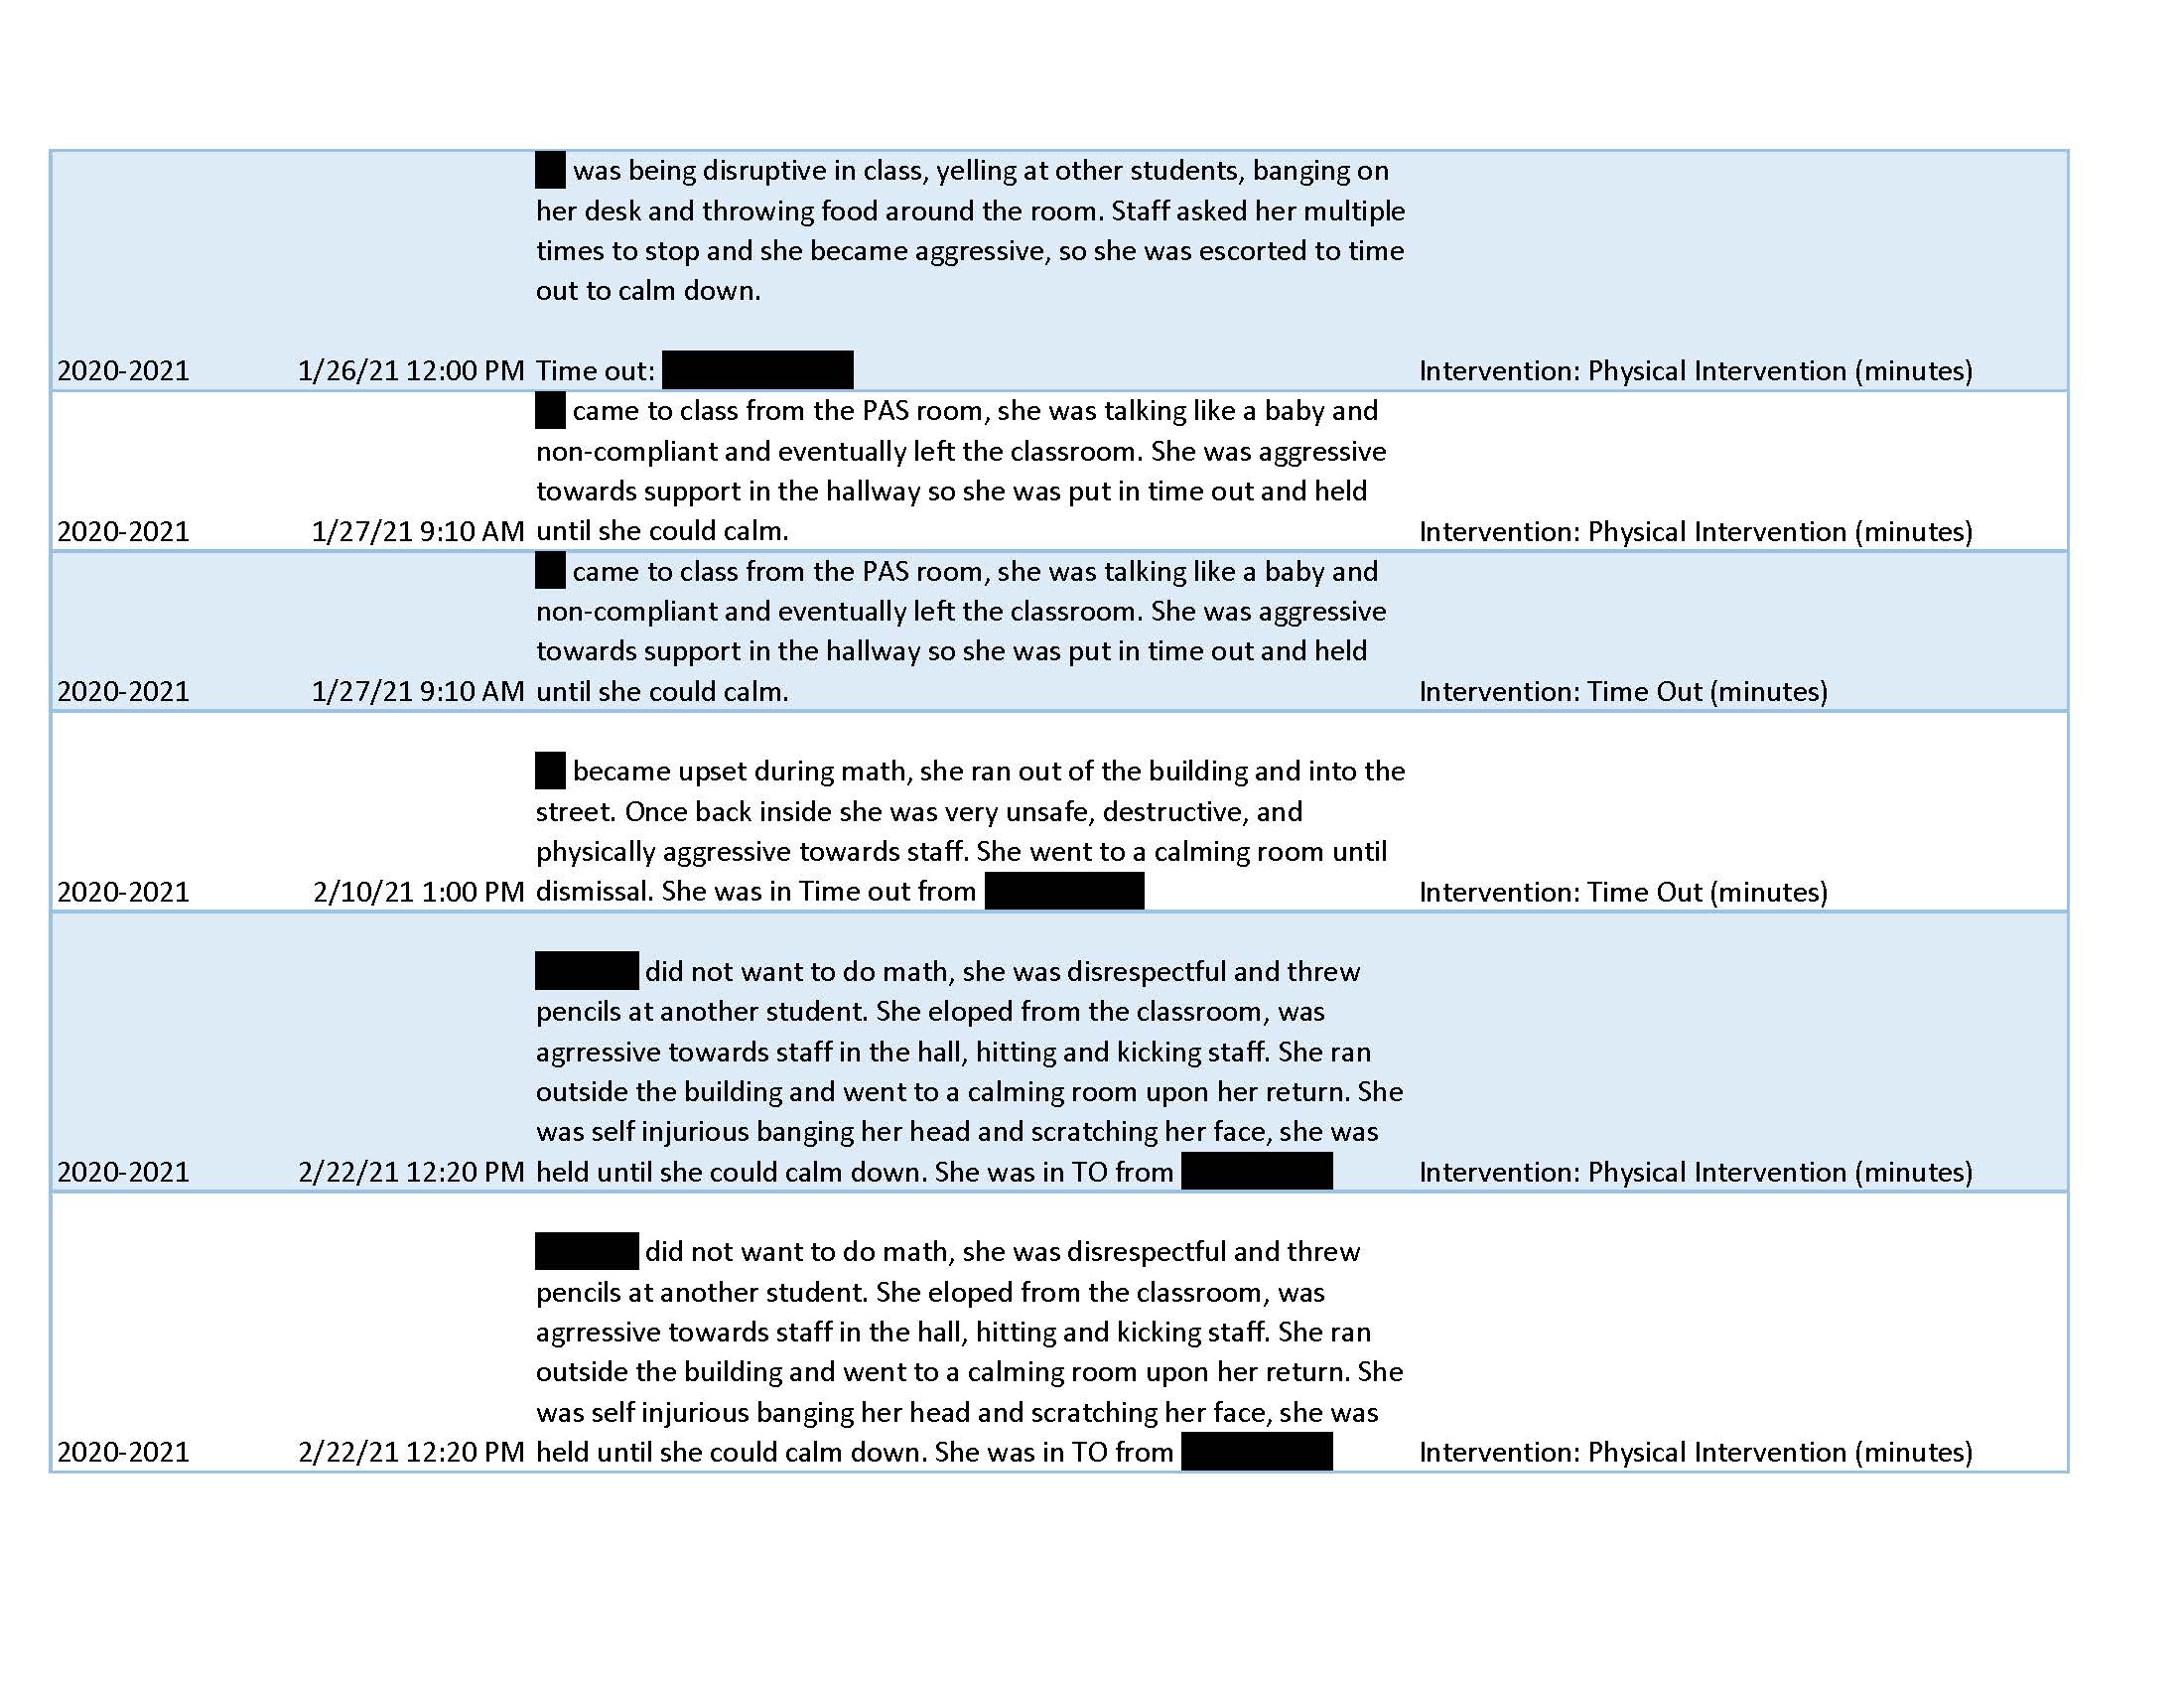 was being disruptive in class, yelling at other students, banging on
her desk and throwing food around the room. Staff asked her multiple
times to stop and she became aggressive, so she was escorted to time
out to calm down.
2020-2021 1/26/21 12:00 PM Time out: Intervention: Physical Intervention (minutes)
came to class from the PAS room, she was talking like a baby and
non-compliant and eventually left the classroom. She was aggressive
towards support in the hallway so she was put in time out and held
2020-2021 1/27/21 9:10 AM until she could calm. Intervention: Physical Intervention (minutes)
came to class from the PAS room, she was talking like a baby and
non-compliant and eventually left the classroom. She was aggressive
towards support in the hallway so she was put in time out and held
2020-2021 1/27/21 9:10 AM until she could calm. Intervention: Time Out (minutes)
became upset during math, she ran out of the building and into the
street. Once back inside she was very unsafe, destructive, and
physically aggressive towards staff. She went to a calming room until
2020-2021 2/10/21 1:00 PM dismissal. She was in Time out from Intervention: Time Out (minutes)
did not want to do math, she was disrespectful and threw
pencils at another student. She eloped from the classroom, was
agrressive towards staff in the hall, hitting and kicking staff. She ran
outside the building and went to a calming room upon her return. She
was self injurious banging her head and scratching her face, she was
2020-2021 2/22/21 12:20 PM held until she could calm down. She was in TO from Intervention: Physical Intervention (minutes)
did not want to do math, she was disrespectful and threw
pencils at another student. She eloped from the classroom, was
agrressive towards staff in the hall, hitting and kicking staff. She ran
outside the building and went to a calming room upon her return. She
was self injurious banging her head and scratching her face, she was
2020-2021 2/22/21 12:20 PM held until she could calm down. She was in TO from Intervention: Physical Intervention (minutes)